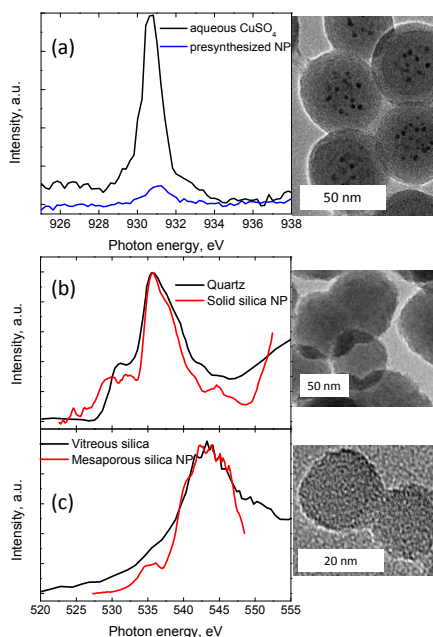 (a)
aqueous CuSO4
presynthesized NP
Intensity, a.u.
926 928 930 932 934 936 938
Photon energy, eV
50 nm
(b)
Quartz
Solid silica NP
Intensity, a.u.
50 nm
Vitreous silica
Mesaporous silica NP
(c)
Intensity, a.u.
520 525 530 535 540 545 550 555
Photon energy, eV
20 nm